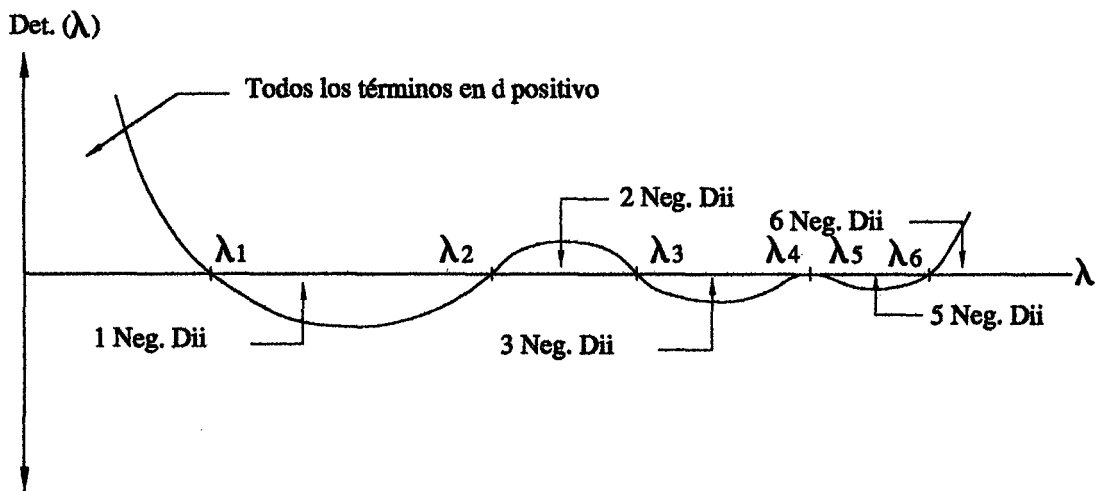 Det. (λ)
Todos los términos en d positivo
2 Neg. Dii
6 Neg. Dii
λ1
λ2
λ3
λ4
λ5
λ6
λ
1 Neg. Dii
3 Neg. Dii
5 Neg. Dii